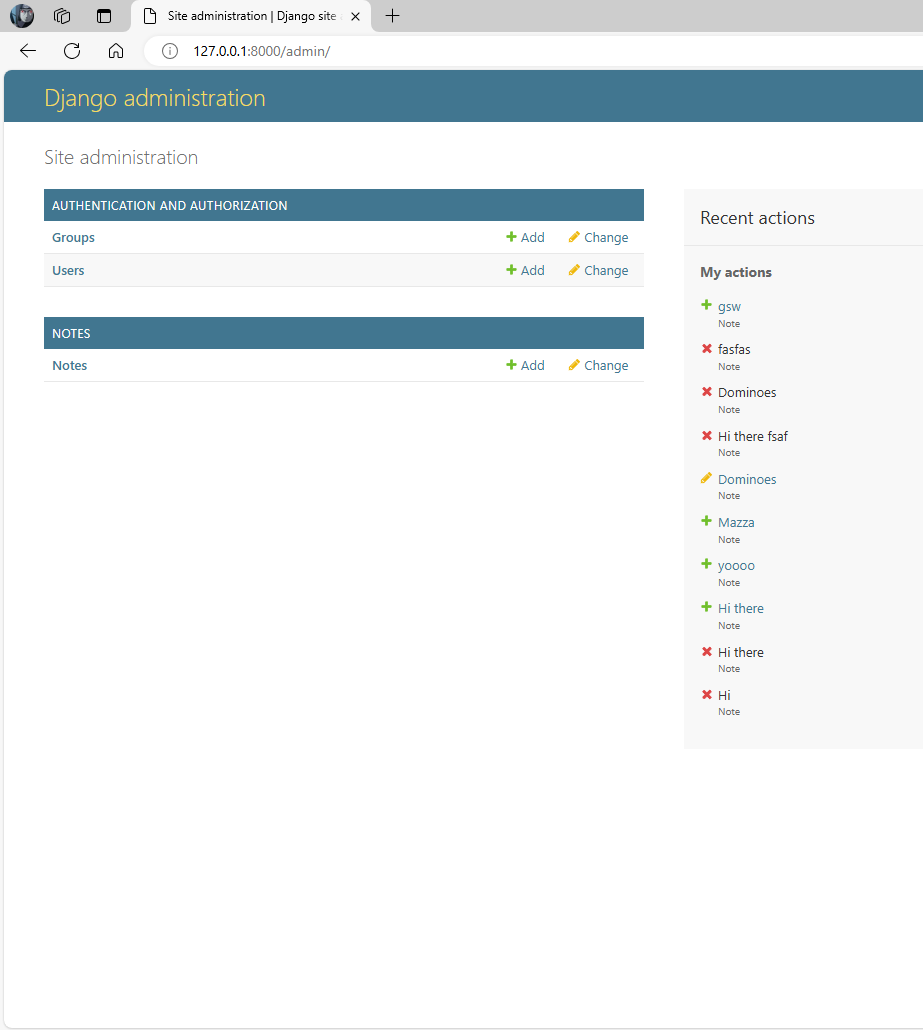 Site administration | Django site
127.0.0.1:8000/admin/
Django administration
Site administration
AUTHENTICATION AND AUTHORIZATION
Groups Add Change
Users Add Change
NOTES
Notes Add Change
Recent actions
My actions
gsw
Note
fasfas
Note
Dominoes
Note
Hi there fsaf
Note
Dominoes
Note
Mazza
Note
yoooo
Note
Hi there
Note
Hi there
Note
Hi
Note